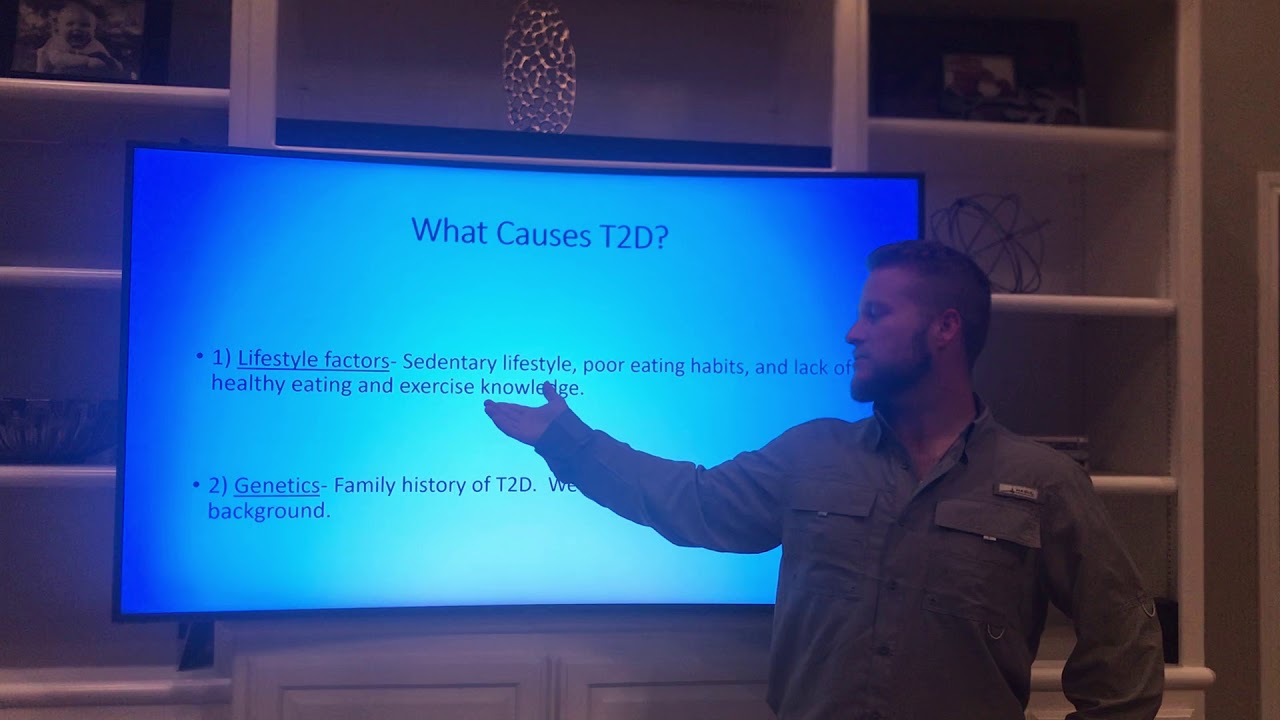 What Causes T2D?
• 1) Lifestyle factors- Sedentary lifestyle, poor eating habits, and lack of
healthy eating and exercise knowledge.
• 2) Genetics- Family history of T2D. We
background.